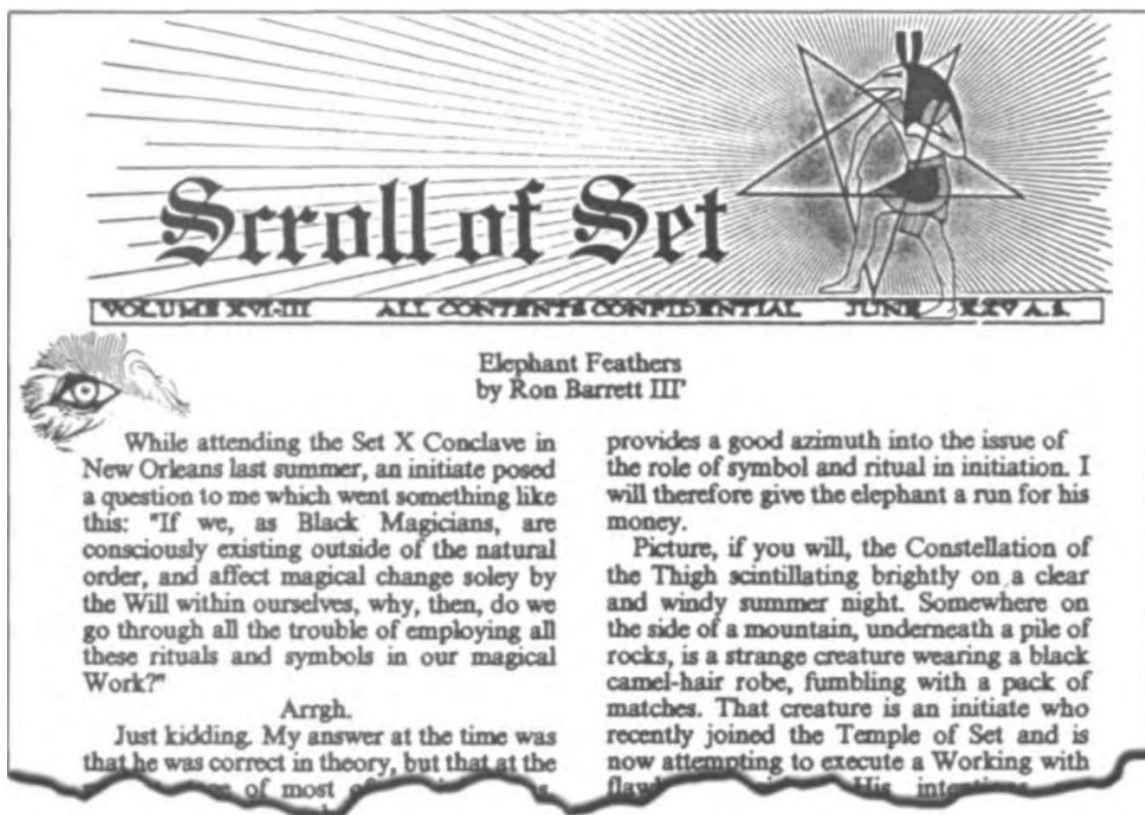 Scroll of Set
VOLUME XVI-III ALL CONTENTS CONFIDENTIAL JUNE XXV A.S.
Elephant Feathers
by Ron Barrett III'
While attending the Set X Conclave in
New Orleans last summer, an initiate posed
a question to me which went something like
this: "If we, as Black Magicians, are
consciously existing outside of the natural
order, and affect magical change soley by
the Will within ourselves, why, then, do we
go through all the trouble of employing all
these rituals and symbols in our magical
Work?"
Arrgh.
Just kidding. My answer at the time was
that he was correct in theory, but that at the
of most
provides a good azimuth into the issue of
the role of symbol and ritual in initiation. I
will therefore give the elephant a run for his
money.
Picture, if you will, the Constellation of
the Thigh scintillating brightly on a clear
and windy summer night. Somewhere on
the side of a mountain, underneath a pile of
rocks, is a strange creature wearing a black
camel-hair robe, fumbling with a pack of
matches. That creature is an initiate who
recently joined the Temple of Set and is
now attempting to execute a Working with
His